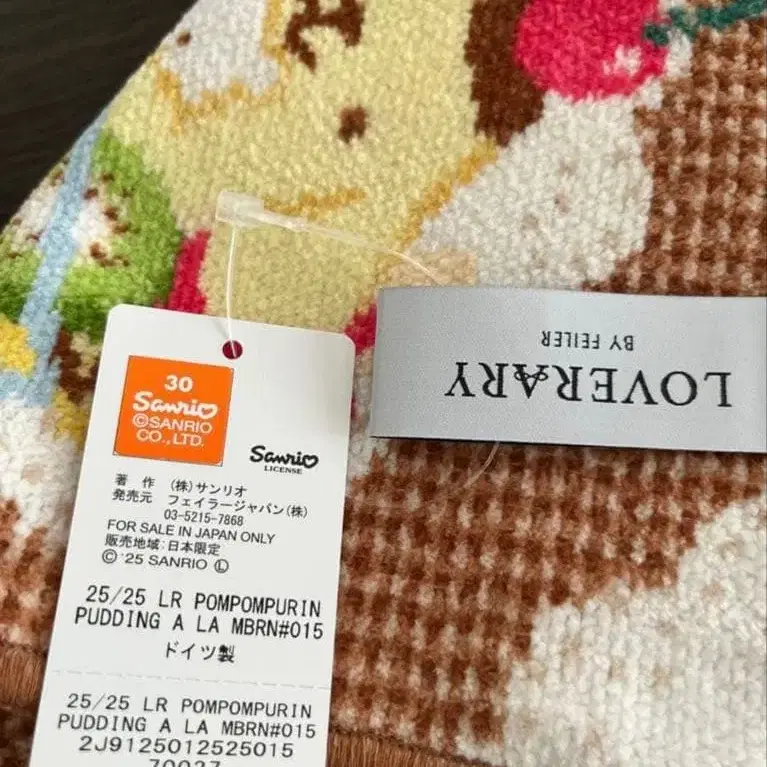 30
Sanrio
©SANRIO
CO.,LTD.
Sanrio
LICENSE
著 作 (株)サンリオ
発売元 フェイラージャパン(株)
03-5215-7868
FOR SALE IN JAPAN ONLY
販売地域:日本限定
© '25 SANRIO Ⓛ
25/25 LR POMPOMPURIN
PUDDING A LA MBRN#015
ドイツ製
25/25 LR POMPOMPURIN
PUDDING A LA MBRN#015
2J9125012525015
70027
LOVERARY
BY FEILER